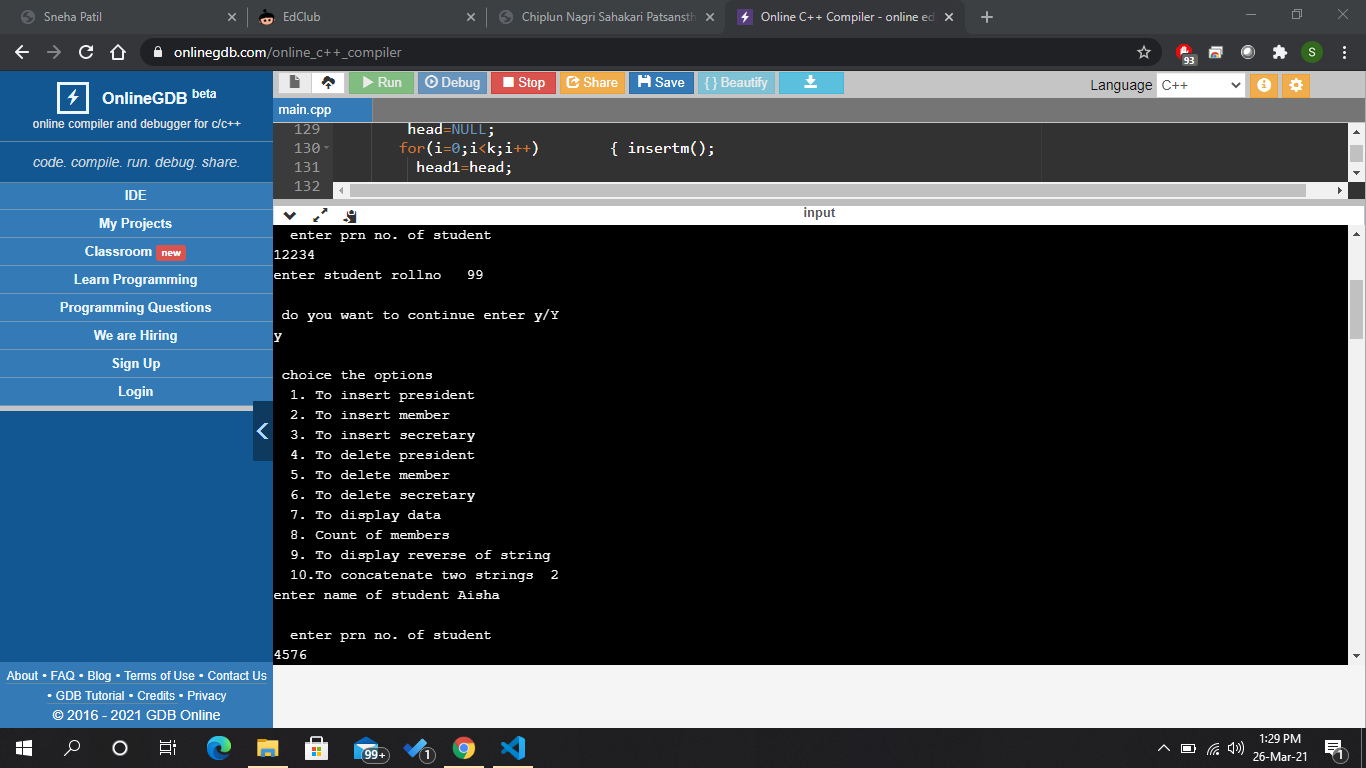 Sneha Patil
EdClub
Chiplun Nagri Sahakari Patsansth
Online C++ Compiler - online ed
onlinegdb.com/online_c++_compiler
93
S
OnlineGDB beta
online compiler and debugger for c/c++
code. compile. run. debug. share.
IDE
My Projects
Classroom new
Learn Programming
Programming Questions
We are Hiring
Sign Up
Login
About • FAQ • Blog • Terms of Use • Contact Us
• GDB Tutorial • Credits • Privacy
© 2016 - 2021 GDB Online
Run Debug Stop Share Save { } Beautify
Language C++
main.cpp
129 head=NULL;
130 for(i=0;i<k;i++) { insertm();
131 head1=head;
132
input
enter prn no. of student
12234
enter student rollno 99
do you want to continue enter y/Y
y
choice the options
1. To insert president
2. To insert member
3. To insert secretary
4. To delete president
5. To delete member
6. To delete secretary
7. To display data
8. Count of members
9. To display reverse of string
10.To concatenate two strings 2
enter name of student Aisha
enter prn no. of student
4576
99+
1
1:29 PM
26-Mar-21
1